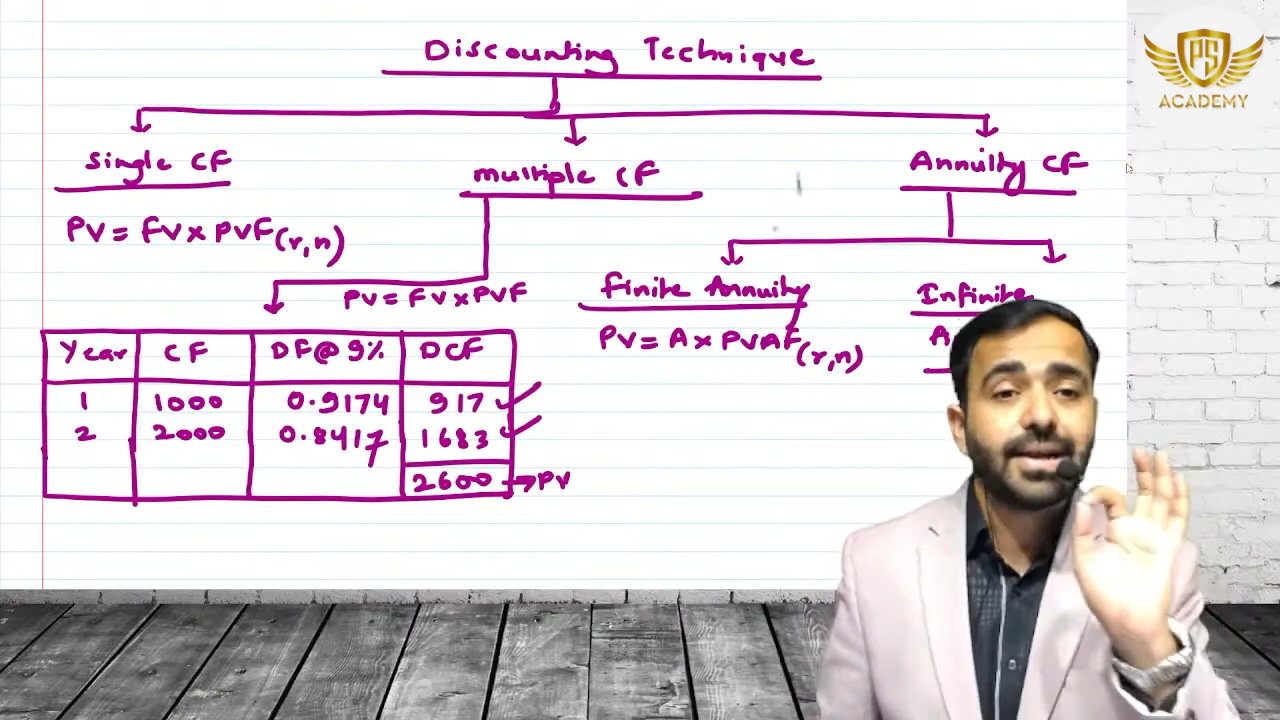 Discounting Technique
Single CF
PV = FV x PVF(r,n)
multiple CF
PV = FV x PVF
Year CF DF@9% DCF
1 1000 0.9174 917
2 2000 0.8417 1683
2600 → PV
Annuity CF
Finite Annuity
PV = A x PVAF(r,n)
Infinite
A
PS
ACADEMY